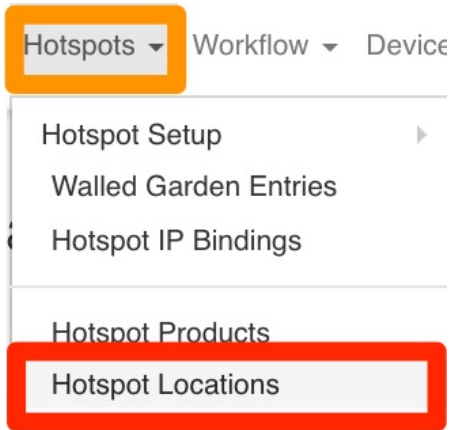 Hotspots Workflow Device
Hotspot Setup
Walled Garden Entries
Hotspot IP Bindings
Hotspot Products
Hotspot Locations